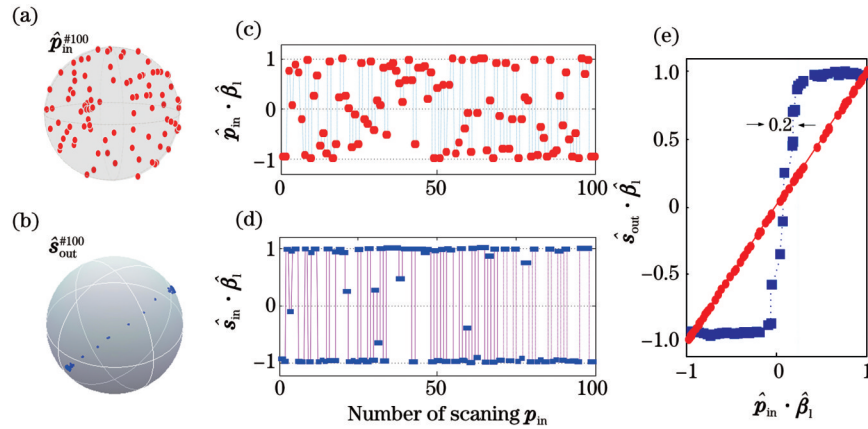 (a)
p̂in#100
(b)
ŝout#100
(c)
p̂in · β̂1
1
0
-1
0
50
100
(d)
ŝin · β̂1
1
0
-1
0
50
100
Number of scaning pin
(e)
ŝout · β̂1
1.0
0.5
0
-0.5
-1.0
0.2
-1
0
1
p̂in · β̂1